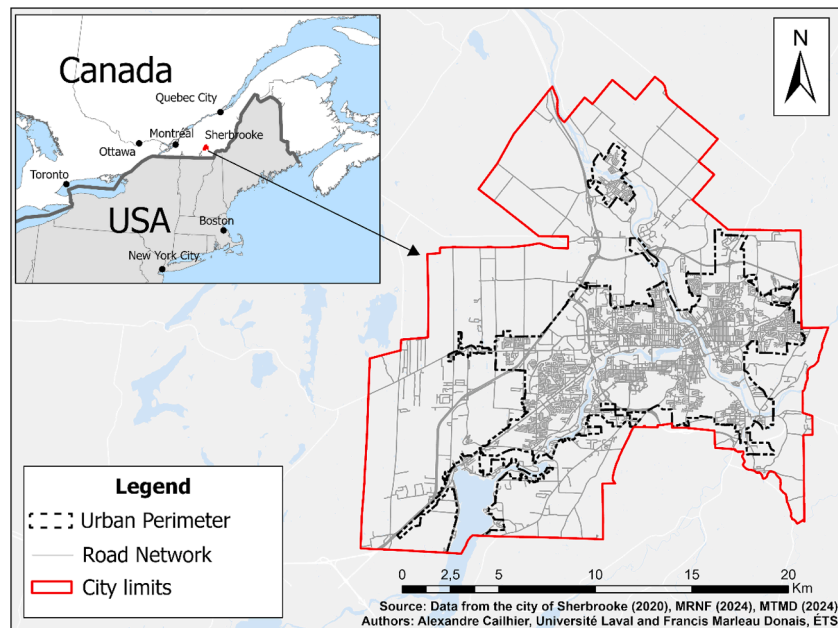 Canada
Quebec City
Montréal
Sherbrooke
Ottawa
Toronto
USA
Boston
New York City
N
Legend
Urban Perimeter
Road Network
City limits
0 2,5 5 10 15 20
Km
Source: Data from the city of Sherbrooke (2020), MRNF (2024), MTMD (2024)
Authors: Alexandre Cailhier, Université Laval and Francis Marleau Donais, ÉTS